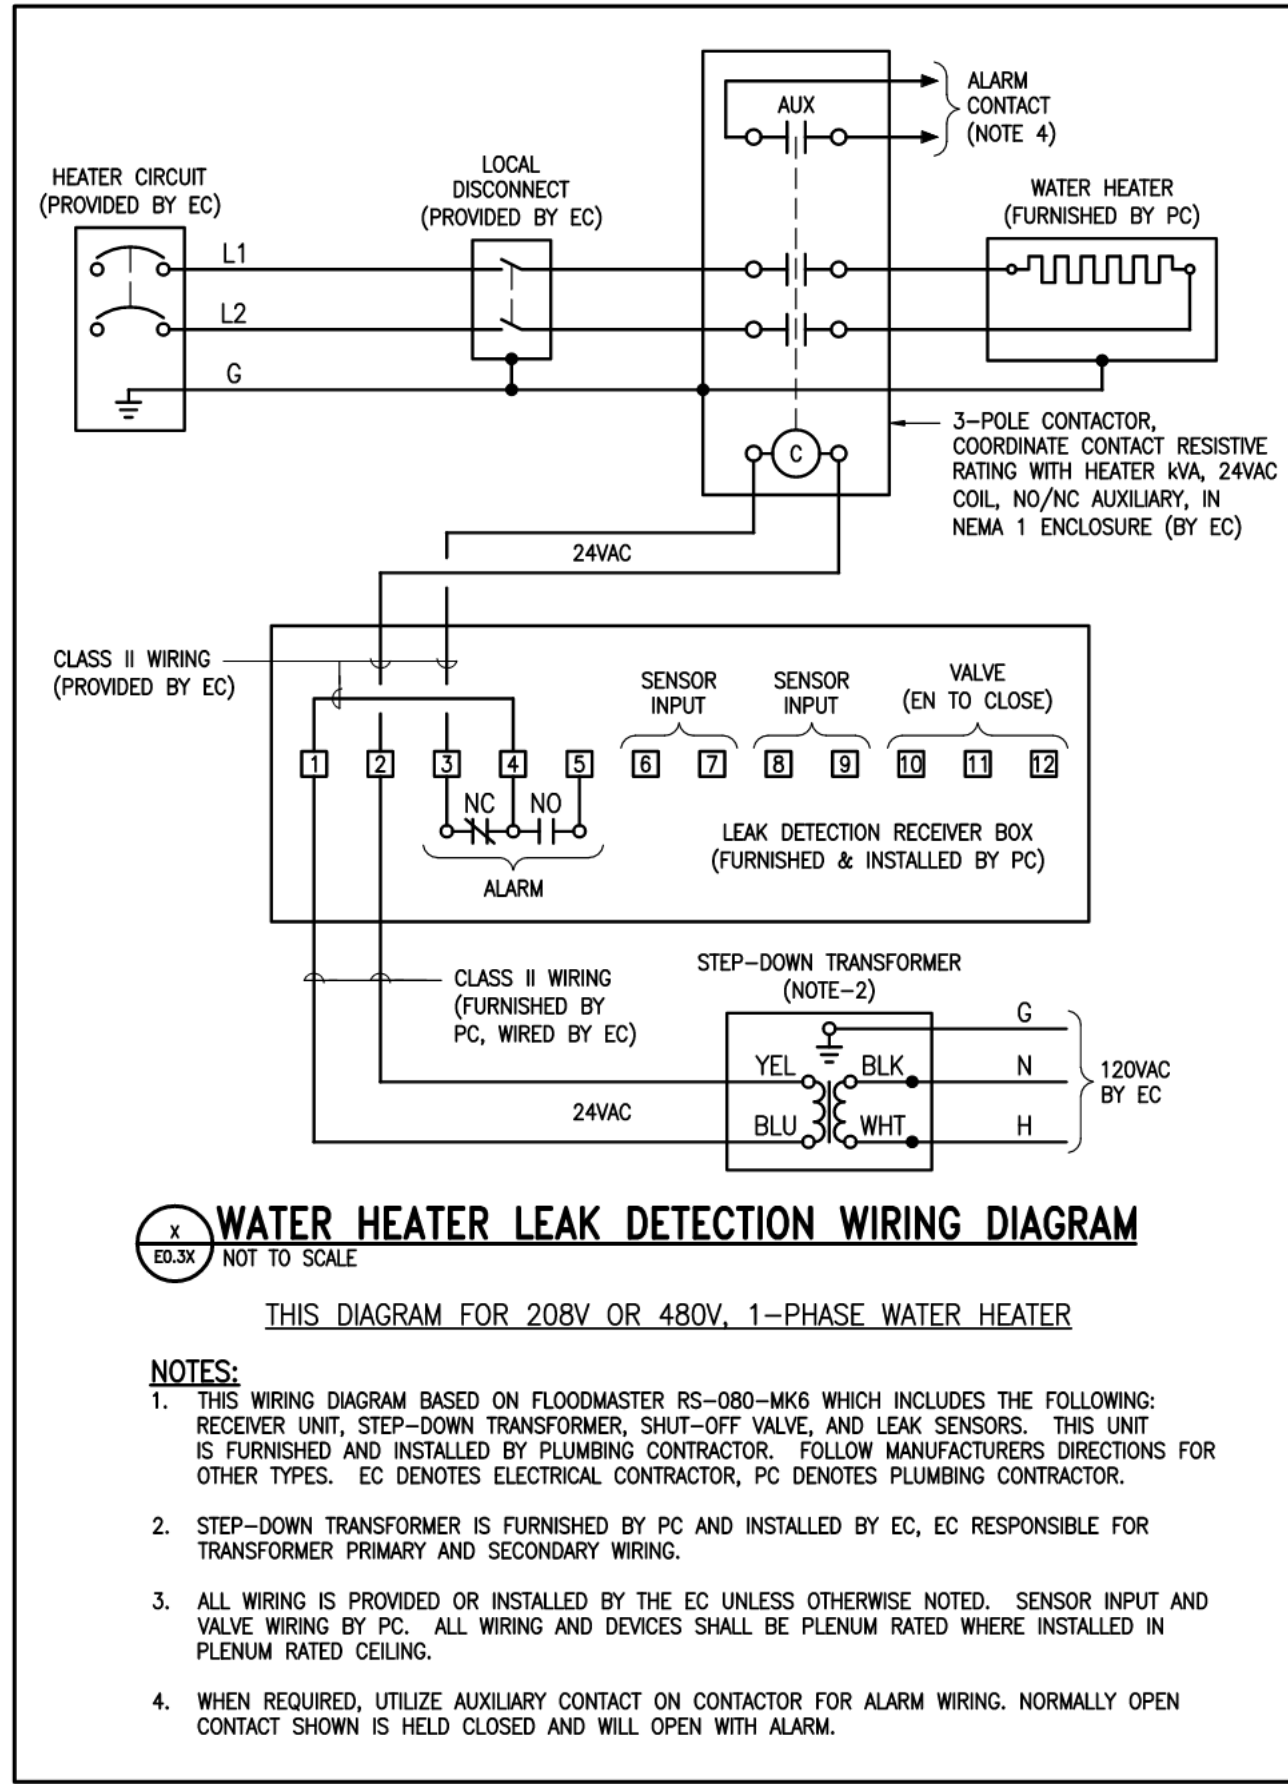 ALARM
CONTACT
(NOTE 4)
AUX
HEATER CIRCUIT
(PROVIDED BY EC)
LOCAL
DISCONNECT
(PROVIDED BY EC)
WATER HEATER
(FURNISHED BY PC)
L1
L2
G
C
3-POLE CONTACTOR,
COORDINATE CONTACT RESISTIVE
RATING WITH HEATER kVA, 24VAC
COIL, NO/NC AUXILIARY, IN
NEMA 1 ENCLOSURE (BY EC)
24VAC
CLASS II WIRING
(PROVIDED BY EC)
SENSOR
INPUT
SENSOR
INPUT
VALVE
(EN TO CLOSE)
1 2 3 4 5 6 7 8 9 10 11 12
NC NO
ALARM
LEAK DETECTION RECEIVER BOX
(FURNISHED & INSTALLED BY PC)
CLASS II WIRING
(FURNISHED BY
PC, WIRED BY EC)
STEP-DOWN TRANSFORMER
(NOTE-2)
G
YEL BLK N
24VAC
BLU WHT H
120VAC
BY EC
X
E0.3X
WATER HEATER LEAK DETECTION WIRING DIAGRAM
NOT TO SCALE
THIS DIAGRAM FOR 208V OR 480V, 1-PHASE WATER HEATER
NOTES:
1. THIS WIRING DIAGRAM BASED ON FLOODMASTER RS-080-MK6 WHICH INCLUDES THE FOLLOWING:
RECEIVER UNIT, STEP-DOWN TRANSFORMER, SHUT-OFF VALVE, AND LEAK SENSORS. THIS UNIT
IS FURNISHED AND INSTALLED BY PLUMBING CONTRACTOR. FOLLOW MANUFACTURERS DIRECTIONS FOR
OTHER TYPES. EC DENOTES ELECTRICAL CONTRACTOR, PC DENOTES PLUMBING CONTRACTOR.
2. STEP-DOWN TRANSFORMER IS FURNISHED BY PC AND INSTALLED BY EC, EC RESPONSIBLE FOR
TRANSFORMER PRIMARY AND SECONDARY WIRING.
3. ALL WIRING IS PROVIDED OR INSTALLED BY THE EC UNLESS OTHERWISE NOTED. SENSOR INPUT AND
VALVE WIRING BY PC. ALL WIRING AND DEVICES SHALL BE PLENUM RATED WHERE INSTALLED IN
PLENUM RATED CEILING.
4. WHEN REQUIRED, UTILIZE AUXILIARY CONTACT ON CONTACTOR FOR ALARM WIRING. NORMALLY OPEN
CONTACT SHOWN IS HELD CLOSED AND WILL OPEN WITH ALARM.